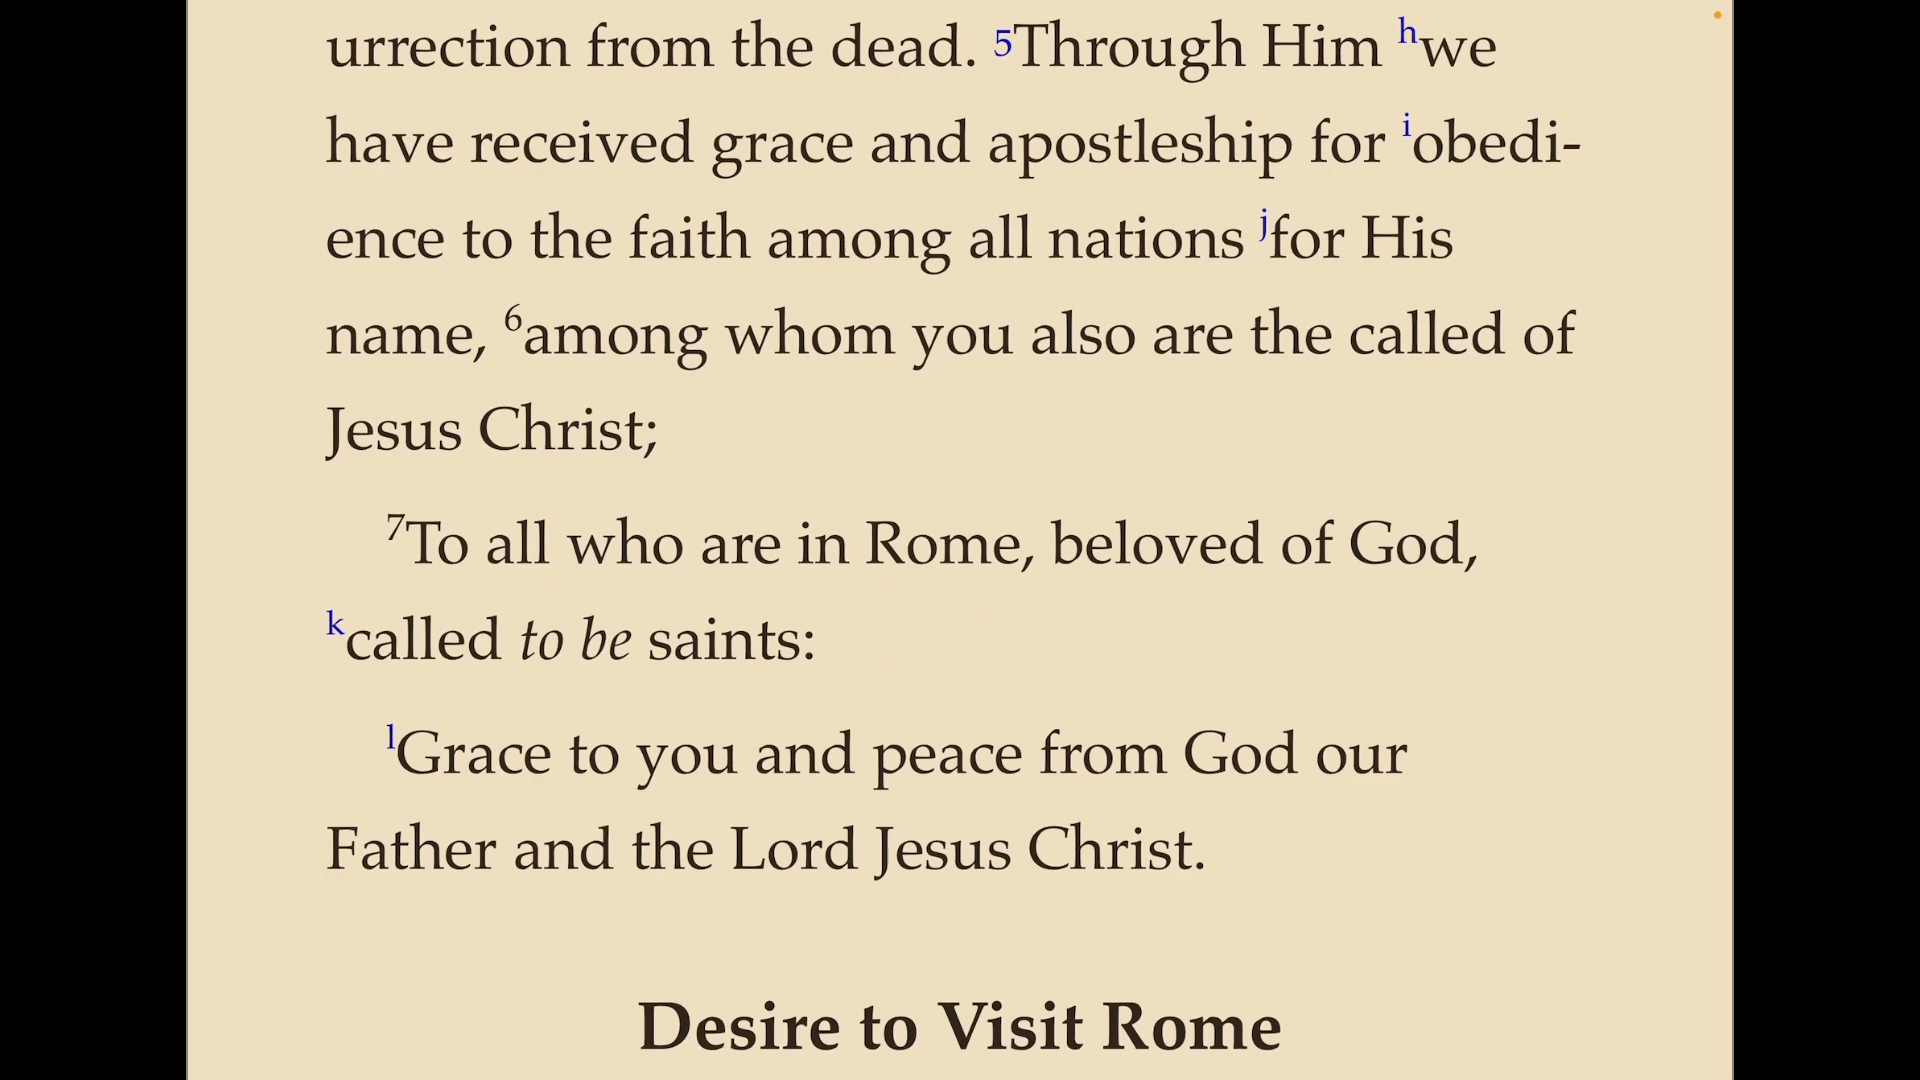 urrection from the dead. 5Through Him hwe
have received grace and apostleship for iobedi-
ence to the faith among all nations jfor His
name, 6among whom you also are the called of
Jesus Christ;
7To all who are in Rome, beloved of God,
kcalled to be saints:
lGrace to you and peace from God our
Father and the Lord Jesus Christ.
Desire to Visit Rome